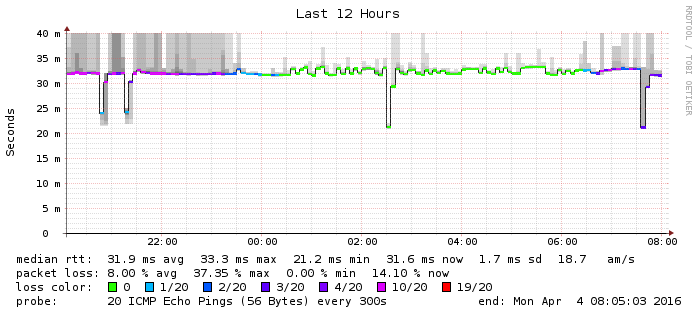 Last 12 Hours
RRDTOOL / TOBI OETIKER
Seconds
40 m
35 m
30 m
25 m
20 m
15 m
10 m
5 m
0
22:00 00:00 02:00 04:00 06:00 08:00
median rtt: 31.9 ms avg 33.3 ms max 21.2 ms min 31.6 ms now 1.7 ms sd 18.7 am/s
packet loss: 8.00 % avg 37.35 % max 0.00 % min 14.10 % now
loss color: 0 1/20 2/20 3/20 4/20 10/20 19/20
probe: 20 ICMP Echo Pings (56 Bytes) every 300s end: Mon Apr 4 08:05:03 2016